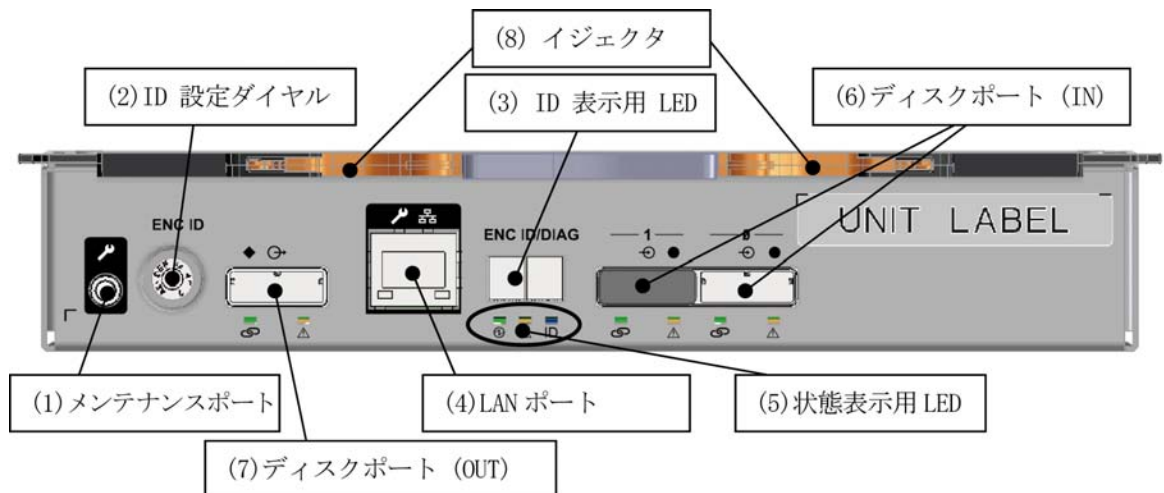 (8) イジェクタ
(2)ID 設定ダイヤル
(3) ID 表示用 LED
(6)ディスクポート (IN)
ENC ID
ENC ID/DIAG
1
UNIT LABEL
ID
(1)メンテナンスポート
(4)LAN ポート
(5)状態表示用 LED
(7)ディスクポート (OUT)